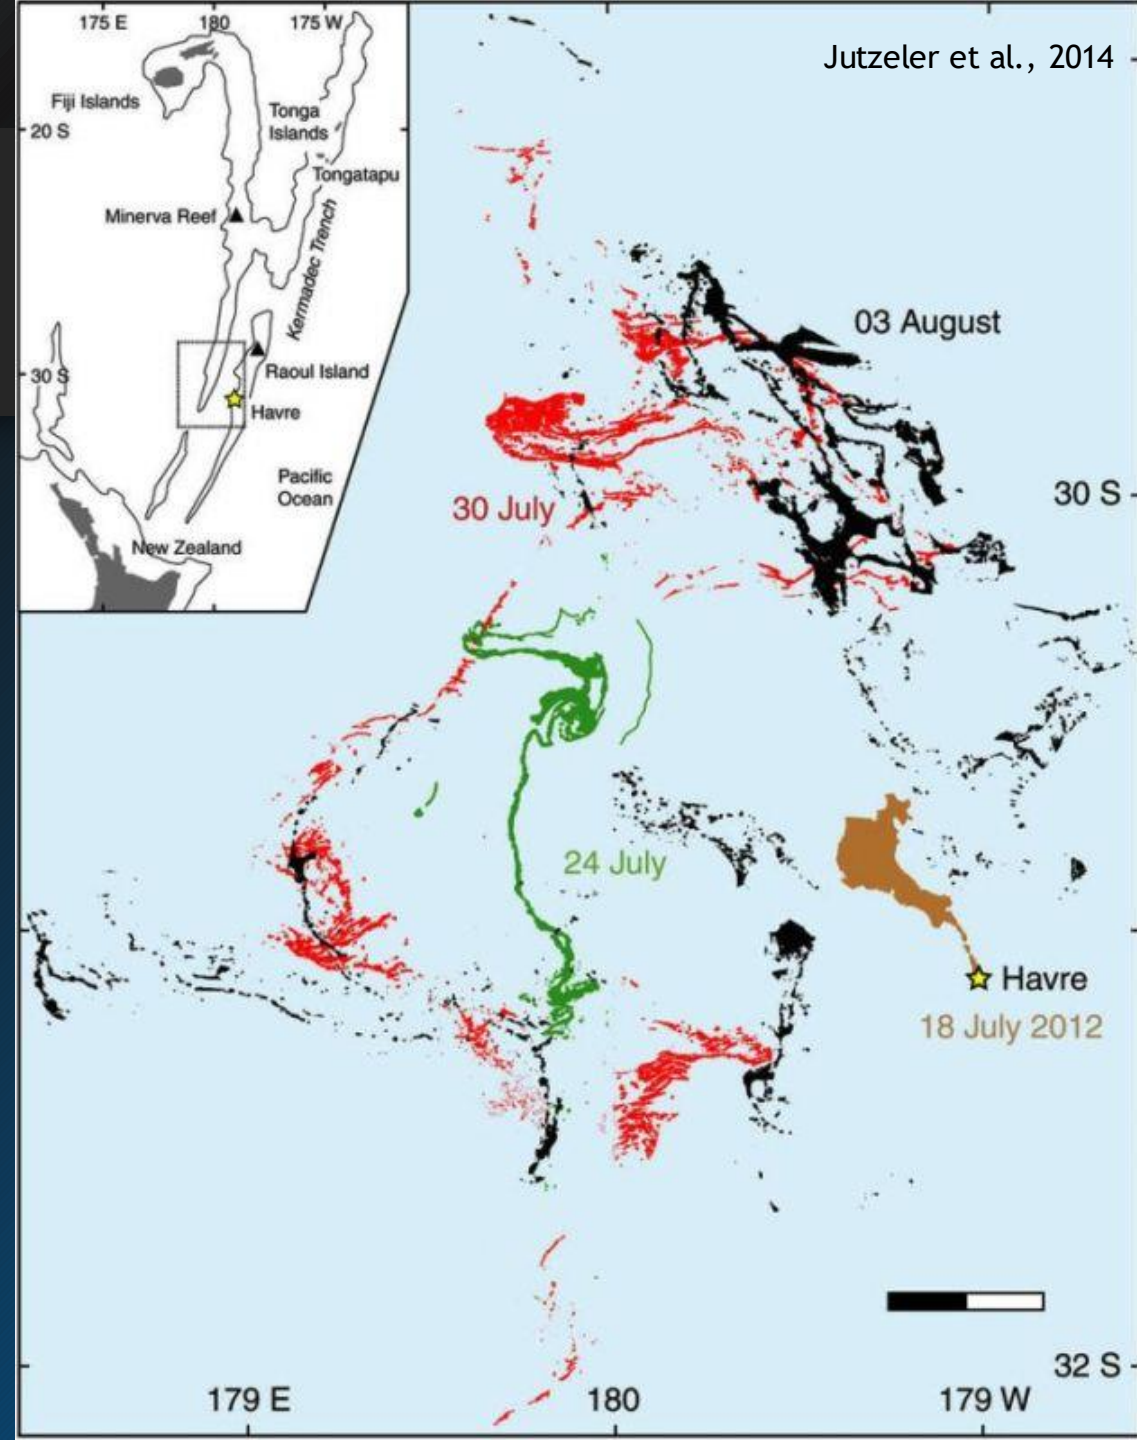 175 E 180 175 W
Jutzeler et al., 2014
Fiji Islands
Tonga
Islands
20 S
Tongatapu
Minerva Reef
Kermadec Trench
03 August
30 S
Raoul Island
Havre
Pacific
Ocean
30 S
30 July
New Zealand
24 July
Havre
18 July 2012
32 S
179 E 180 179 W